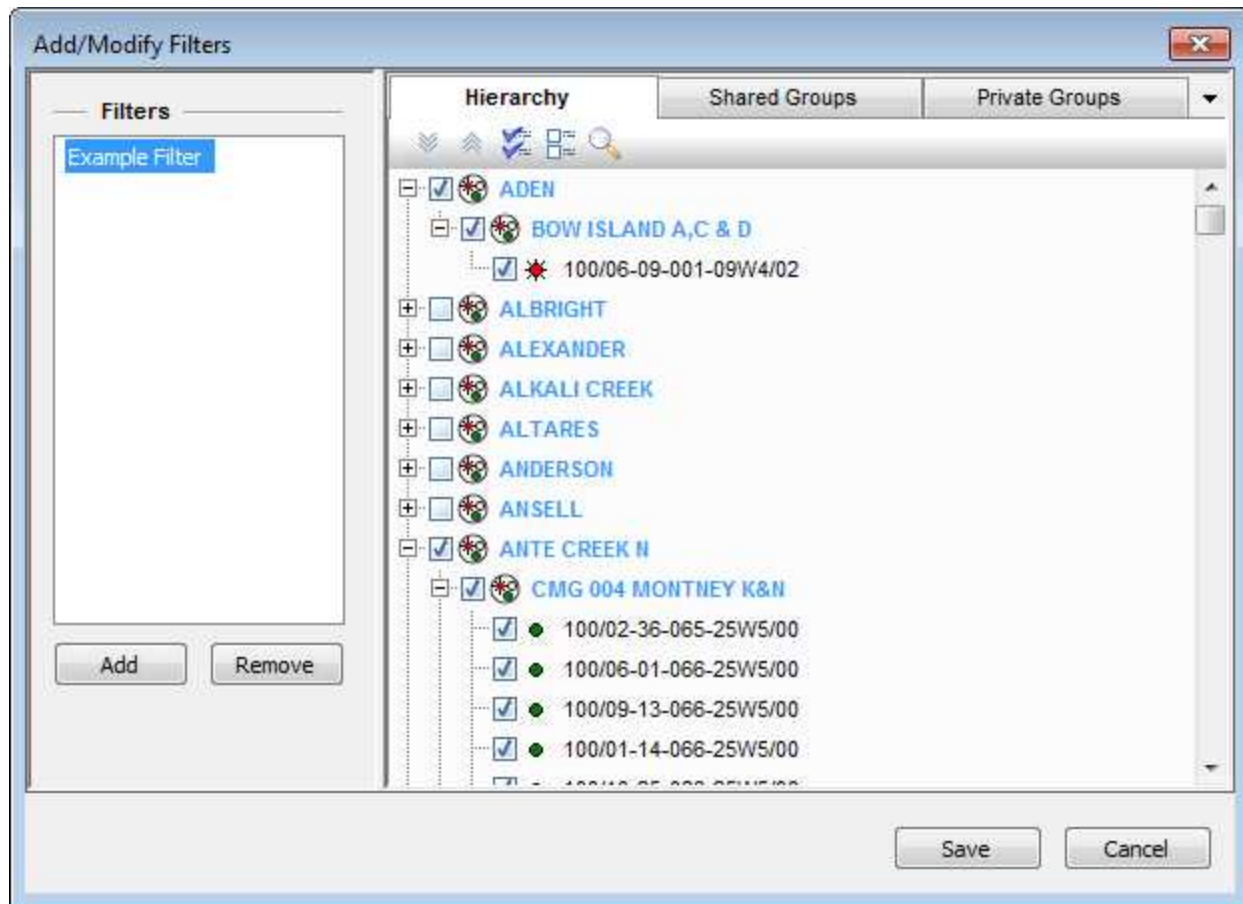 Add/Modify Filters
Filters
Example Filter
Add
Remove
Hierarchy
Shared Groups
Private Groups
ADEN
BOW ISLAND A,C & D
100/06-09-001-09W4/02
ALBRIGHT
ALEXANDER
ALKALI CREEK
ALTARES
ANDERSON
ANSELL
ANTE CREEK N
CMG 004 MONTNEY K&N
100/02-36-065-25W5/00
100/06-01-066-25W5/00
100/09-13-066-25W5/00
100/01-14-066-25W5/00
Save
Cancel